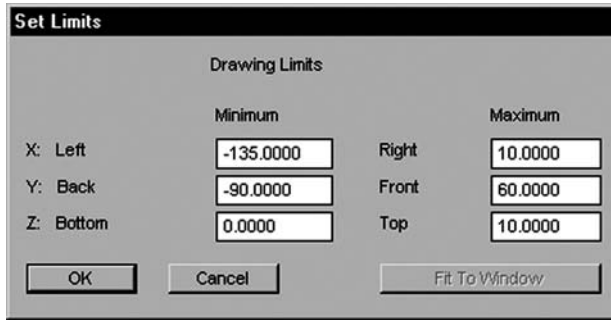 Set Limits
Drawing Limits
Minimum Maximum
X: Left -135.0000 Right 10.0000
Y: Back -90.0000 Front 60.0000
Z: Bottom 0.0000 Top 10.0000
OK Cancel Fit To Window